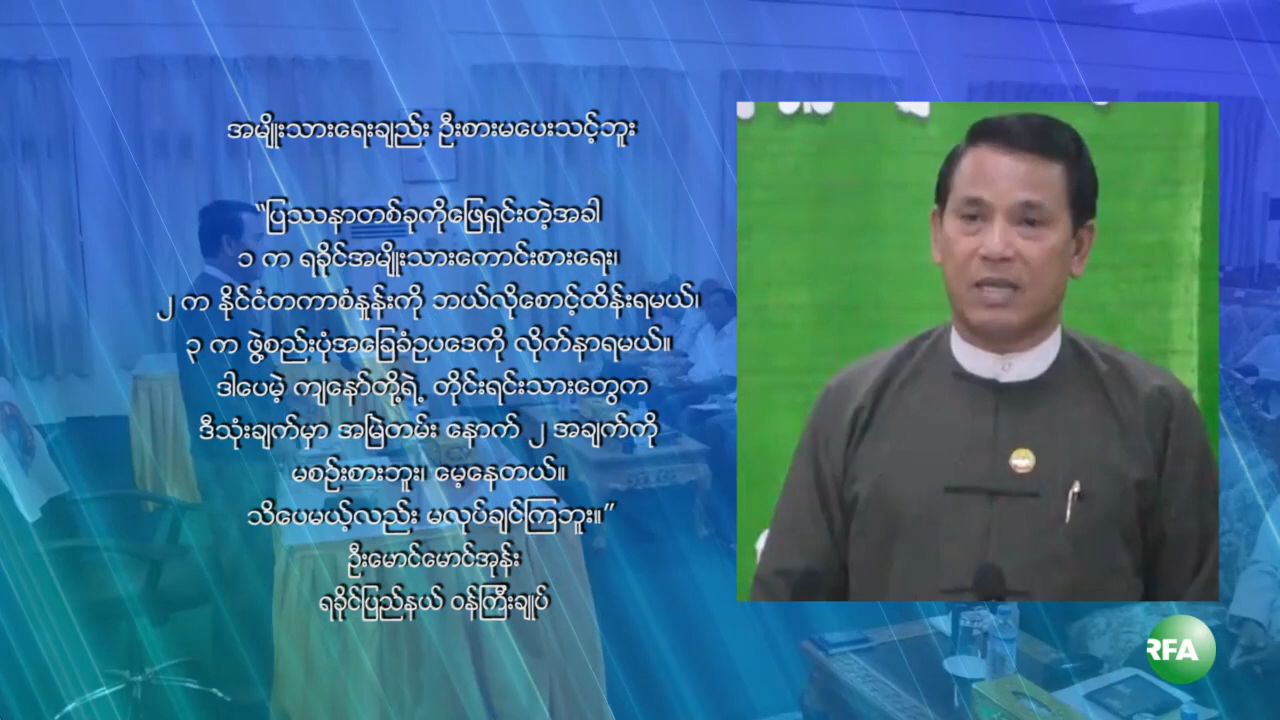 အမျိုးသားရေးချည်း ဦးစားမပေးသင့်ဘူး
“ပြဿနာတစ်ခုကိုဖြေရှင်းတဲ့အခါ
၁ က ရခိုင်အမျိုးသားကောင်းစားရေး၊
၂ က နိုင်ငံတကာစံနှုန်းကို ဘယ်လိုစောင့်ထိန်းရမယ်၊
၃ က ဖွဲ့စည်းပုံအခြေခံဥပဒေကို လိုက်နာရမယ်။
ဒါပေမဲ့ ကျနော်တို့ရဲ့ တိုင်းရင်းသားတွေက
ဒီသုံးချက်မှာ အမြဲတမ်း နောက် ၂ အချက်ကို
မစဉ်းစားဘူး၊ မေ့နေတယ်။
သိပေမယ့်လည်း မလုပ်ချင်ကြဘူး။”
ဦးမောင်မောင်အုန်း
ရခိုင်ပြည်နယ် ဝန်ကြီးချုပ်
RFA